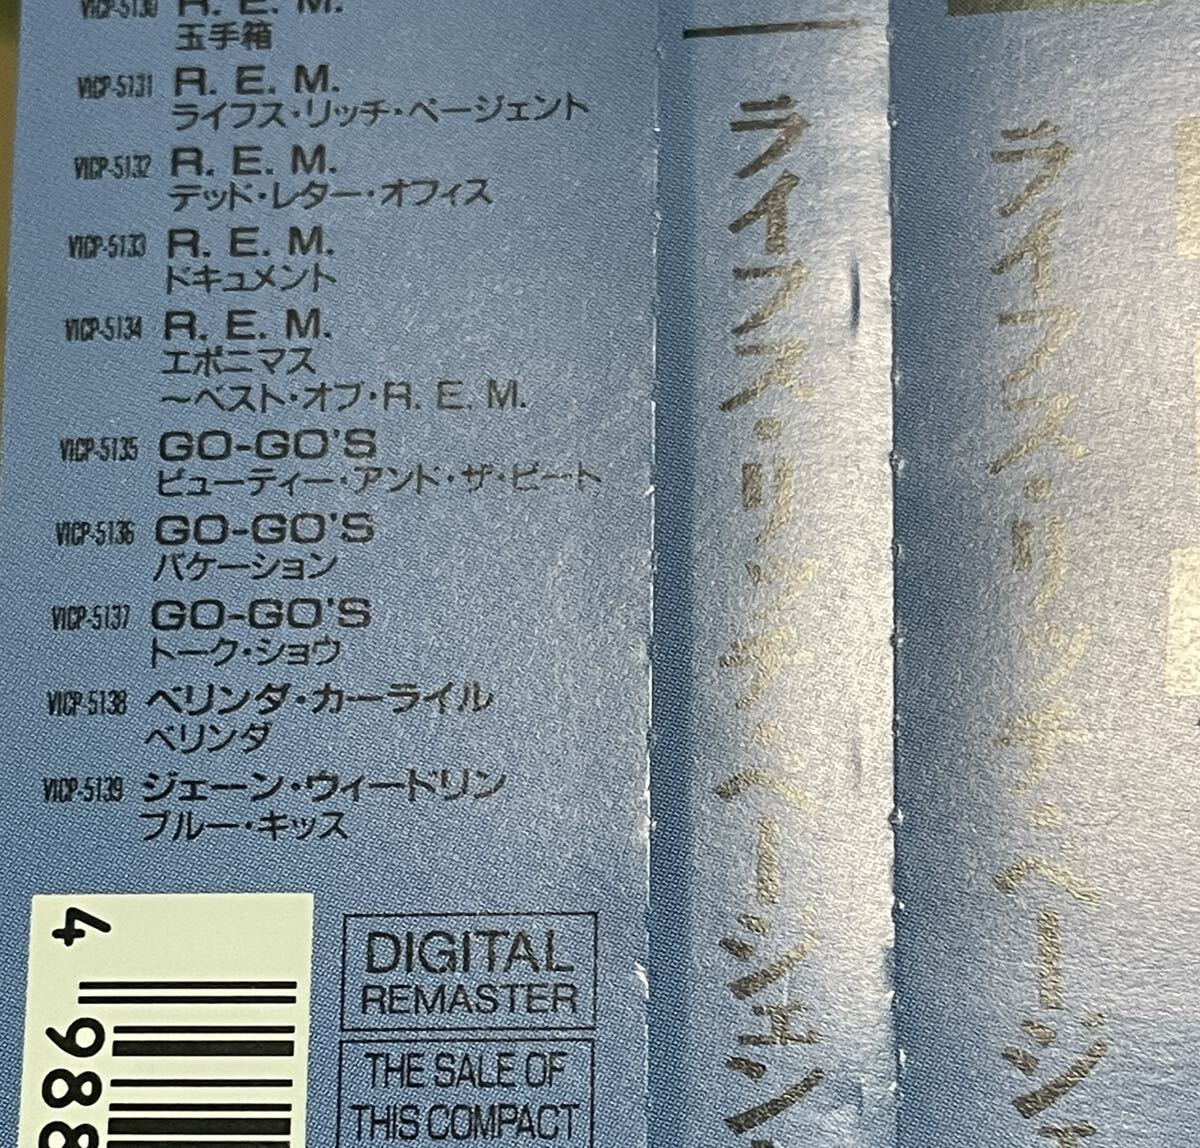 VICP-5130 R. E. M.
玉手箱
VICP-5131 R. E. M.
ライフス・リッチ・ページェント
VICP-5132 R. E. M.
デッド・レター・オフィス
VICP-5133 R. E. M.
ドキュメント
VICP-5134 R. E. M.
エポニマス
～ベスト・オブ・R. E. M.
VICP-5135 GO-GO'S
ビューティー・アンド・ザ・ビート
VICP-5136 GO-GO'S
バケーション
VICP-5137 GO-GO'S
トーク・ショウ
VICP-5138 ベリンダ・カーライル
ベリンダ
VICP-5139 ジェーン・ウィードリン
ブルー・キッス
4 988
DIGITAL
REMASTER
THE SALE OF
THIS COMPACT
ライフス・リッチ・ページェン
ライフス・リッチ・ページ